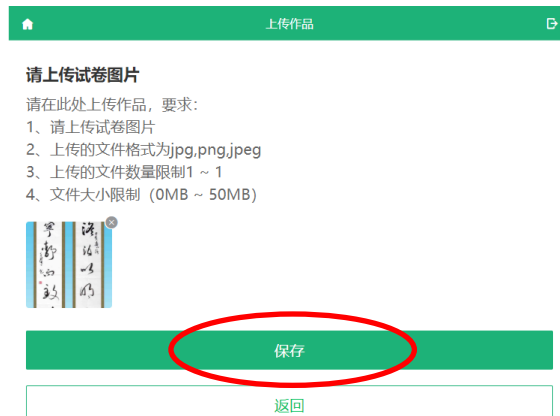 上传作品
请上传试卷图片
请在此处上传作品，要求：
1、请上传试卷图片
2、上传的文件格式为jpg,png,jpeg
3、上传的文件数量限制1 ~ 1
4、文件大小限制（0MB ~ 50MB）
保存
返回